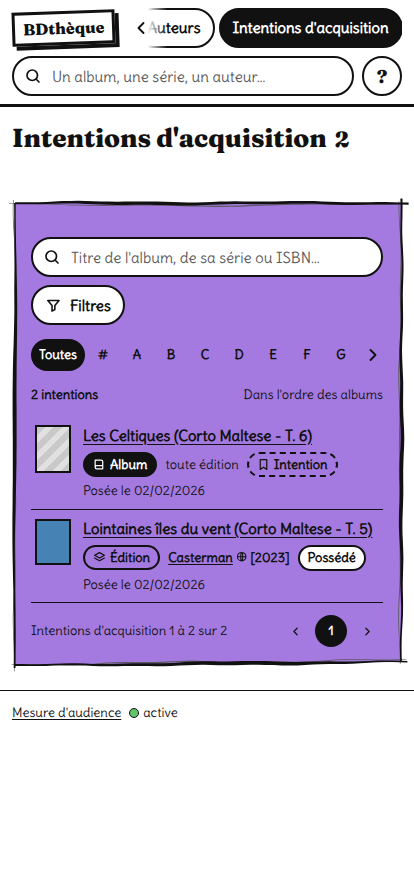 BDthèque
Auteurs
Intentions d'acquisition
Un album, une série, un auteur...
?
Intentions d'acquisition 2
Titre de l'album, de sa série ou ISBN...
Filtres
Toutes # A B C D E F G
2 intentions
Dans l'ordre des albums
Les Celtiques (Corto Maltese - T. 6)
Album toute édition Intention
Posée le 02/02/2026
Lointaines îles du vent (Corto Maltese - T. 5)
Édition Casterman [2023] Possédé
Posée le 02/02/2026
Intentions d'acquisition 1 à 2 sur 2
1
Mesure d'audience active